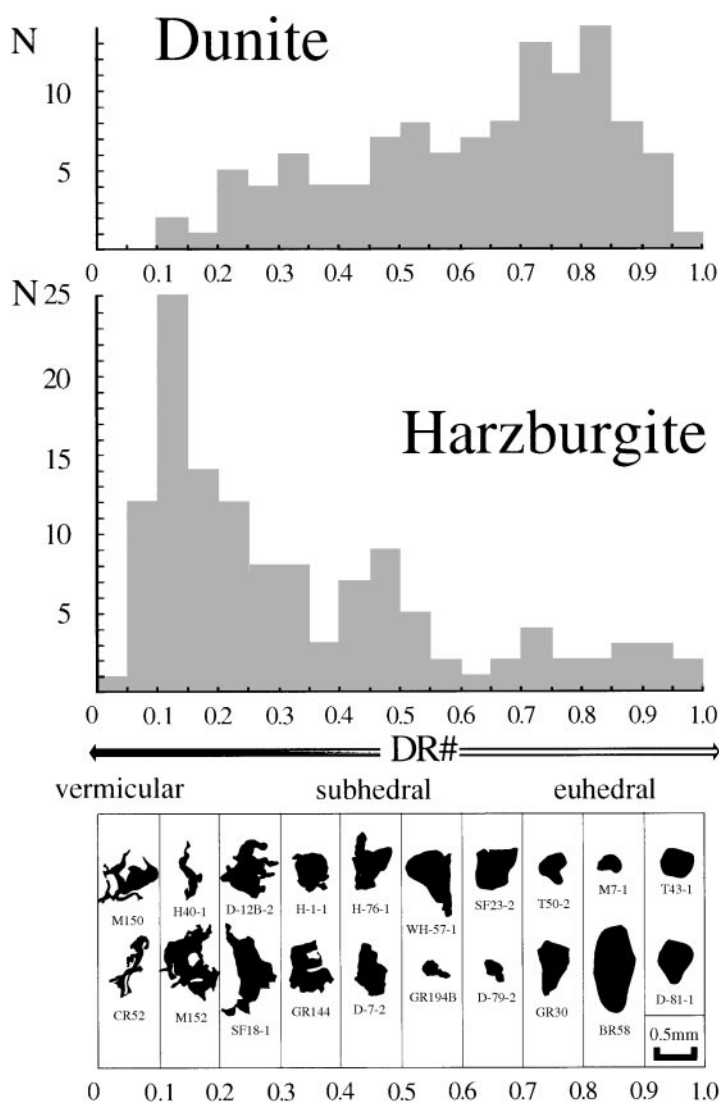 N Dunite
10
5
0 0.1 0.2 0.3 0.4 0.5 0.6 0.7 0.8 0.9 1.0
N 25
20
Harzburgite
15
10
5
0 0.1 0.2 0.3 0.4 0.5 0.6 0.7 0.8 0.9 1.0
DR#
vermicular subhedral euhedral
M150 H40-1 D-12B-2 H-1-1 H-76-1 WH-57-1 SF23-2 T50-2 M7-1 T43-1
CR52 M152 SF18-1 GR144 D-7-2 GR194B D-79-2 GR30 BR58 D-81-1
0.5mm
0 0.1 0.2 0.3 0.4 0.5 0.6 0.7 0.8 0.9 1.0